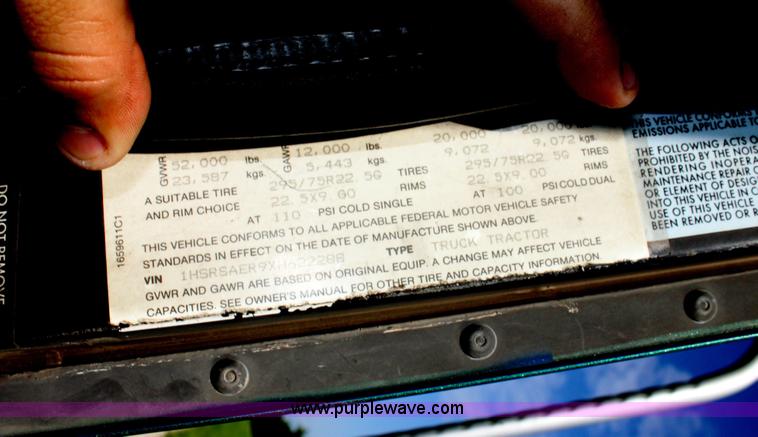 GVWR 52,000 lbs. GAWR 12,000 lbs. 20,000 20,000
23,587 kgs. 5,443 kgs. 9,072 9,072 kgs.
A SUITABLE TIRE 295/75R22.5G TIRES 295/75R22.5G TIRES
AND RIM CHOICE 22.5X9.00 RIMS 22.5X9.00 RIMS
AT 110 PSI COLD SINGLE AT 100 PSI COLD DUAL
THIS VEHICLE CONFORMS TO ALL APPLICABLE FEDERAL MOTOR VEHICLE SAFETY
STANDARDS IN EFFECT ON THE DATE OF MANUFACTURE SHOWN ABOVE.
VIN TYPE TRUCK TRACTOR
GVWR AND GAWR ARE BASED ON ORIGINAL EQUIP. A CHANGE MAY AFFECT VEHICLE
CAPACITIES. SEE OWNER'S MANUAL FOR OTHER TIRE AND CAPACITY INFORMATION
1659611C1
DO NOT REMOVE
THIS VEHICLE CONFORMS
EMISSIONS APPLICABLE TO
THE FOLLOWING ACTS
PROHIBITED BY THE
RENDERING
MAINTENANCE REPAIR
OR ELEMENT OF
INTO THIS VEHICLE IN
USE OF THIS VEHICLE
BEEN REMOVED OR
www.purplewave.com